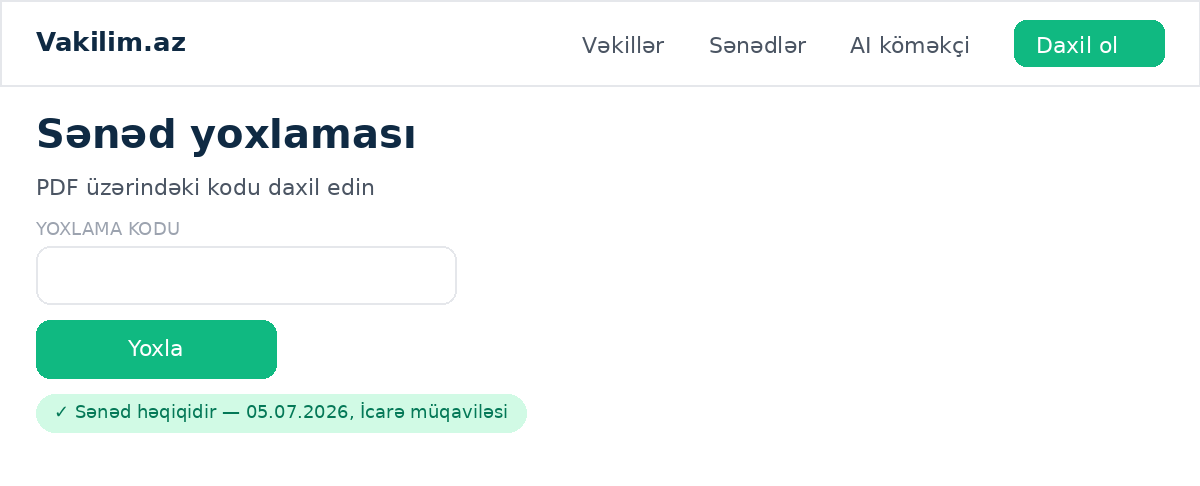 Vakilim.az
Vəkillər Sənədlər AI köməkçi Daxil ol
Sənəd yoxlaması
PDF üzərindəki kodu daxil edin
YOXLAMA KODU
Yoxla
✓ Sənəd həqiqidir — 05.07.2026, İcarə müqaviləsi